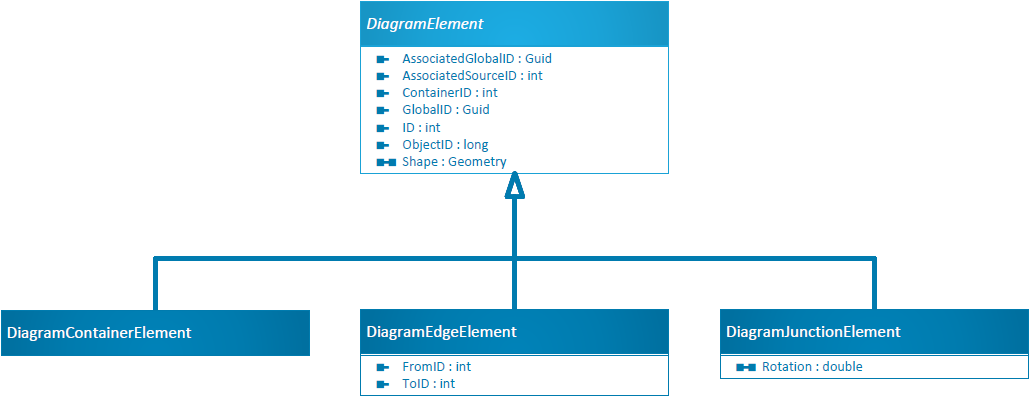 DiagramElement
AssociatedGlobalID : Guid
AssociatedSourceID : int
ContainerID : int
GlobalID : Guid
ID : int
ObjectID : long
Shape : Geometry
DiagramContainerElement
DiagramEdgeElement
FromID : int
ToID : int
DiagramJunctionElement
Rotation : double